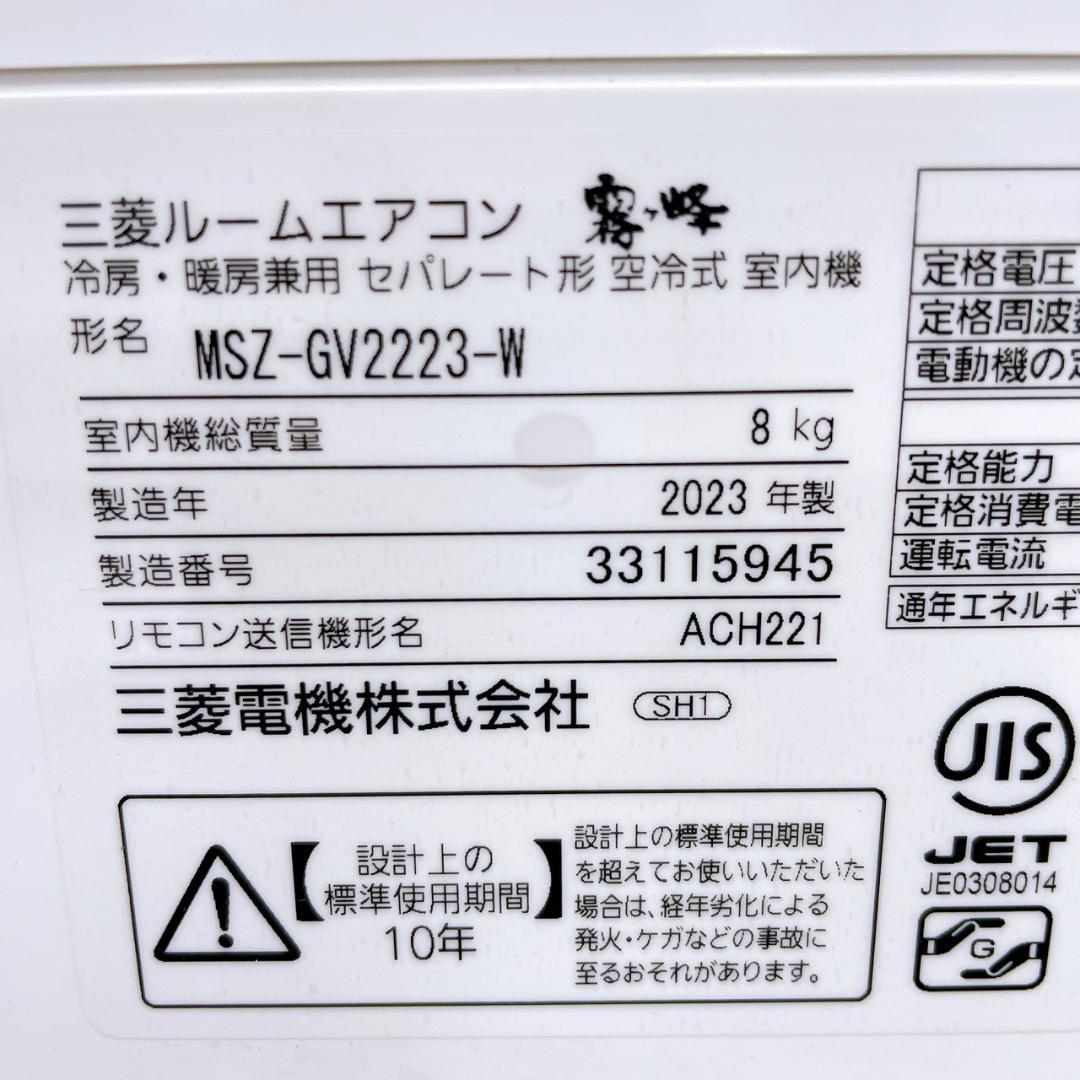 三菱ルームエアコン 霧ヶ峰
冷房・暖房兼用 セパレート形 空冷式 室内機
形名 MSZ-GV2223-W
室内機総質量 8 kg
製造年 2023 年製
製造番号 33115945
リモコン送信機形名 ACH221
三菱電機株式会社 SH1
設計上の
【標準使用期間】
10年
設計上の標準使用期間
を超えてお使いいただいた
場合は、経年劣化による
発火・ケガなどの事故に
至るおそれがあります。
定格電圧
定格周波数
電動機の定
定格能力
定格消費電
運転電流
通年エネルギ
JIS
JET
JE0308014
G